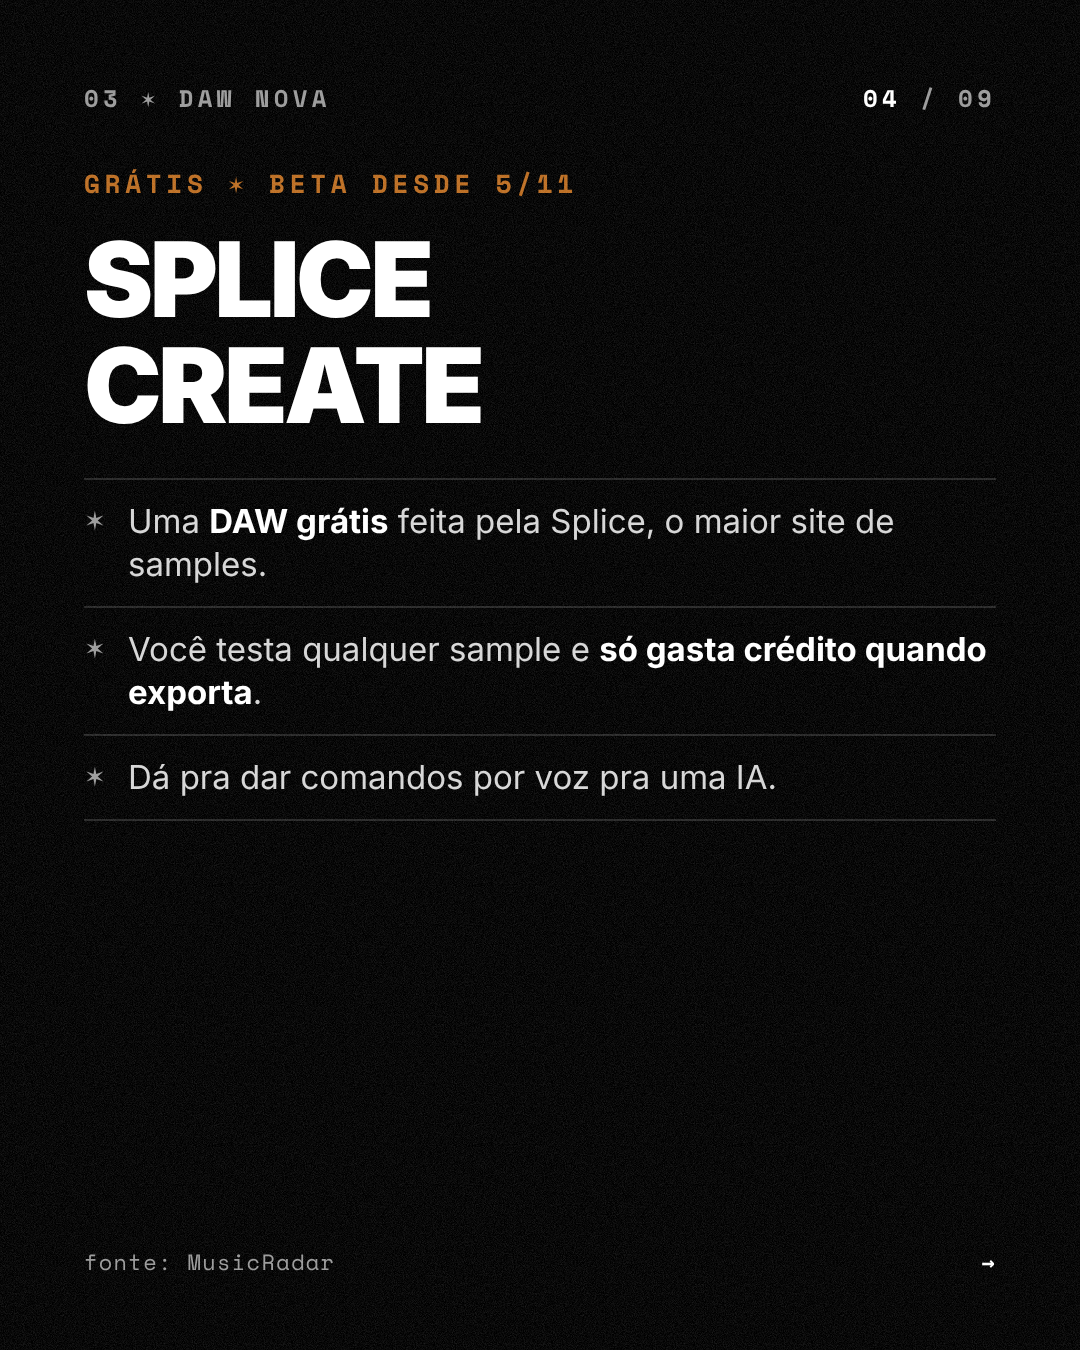 03 ✶ DAW NOVA
04 / 09
GRÁTIS ✶ BETA DESDE 5/11
SPLICE
CREATE
✶ Uma DAW grátis feita pela Splice, o maior site de
samples.
✶ Você testa qualquer sample e só gasta crédito quando
exporta.
✶ Dá pra dar comandos por voz pra uma IA.
fonte: MusicRadar
→